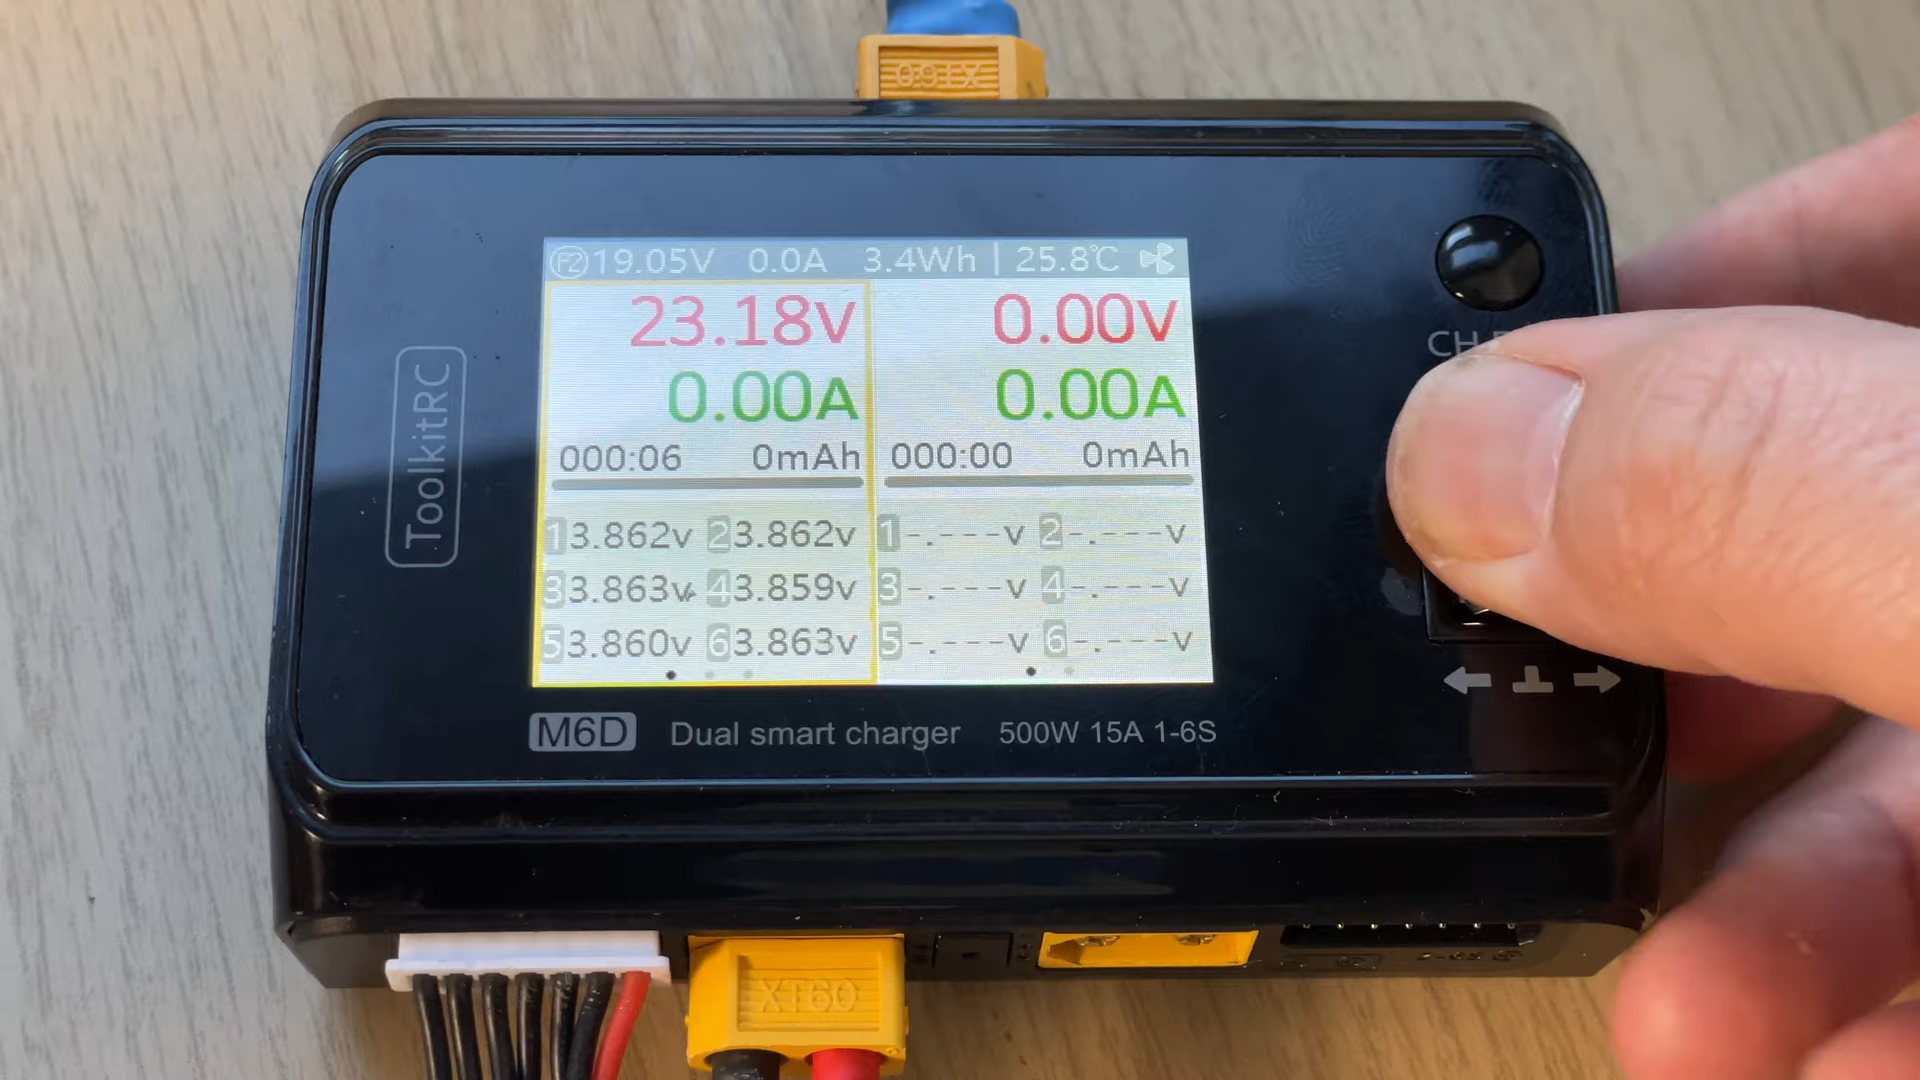 XT60
P2 19.05V 0.0A 3.4Wh | 25.8℃
23.18V 0.00V
0.00A 0.00A
000:06 0mAh 000:00 0mAh
1 3.862V 2 3.862V 1 -.---V 2 -.---V
3 3.863V 4 3.859V 3 -.---V 4 -.---V
5 3.860V 6 3.863V 5 -.---V 6 -.---V
ToolkitRC
M6D Dual smart charger 500W 15A 1-6S
XT60